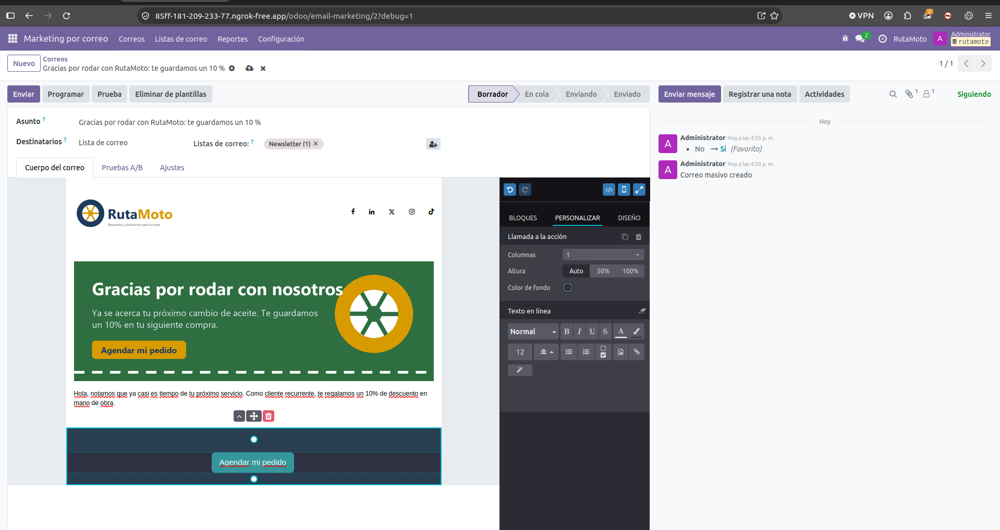 85ff-181-209-233-77.ngrok-free.app/odoo/email-marketing/2?debug=1
VPN
2
Marketing por correo
Correos
Listas de correo
Reportes
Configuración
2
RutaMoto
A
Administrator
rutamoto
Nuevo
Correos
Gracias por rodar con RutaMoto: te guardamos un 10 %
1 / 1
Enviar
Programar
Prueba
Eliminar de plantillas
Borrador
En cola
Enviando
Enviado
Enviar mensaje
Registrar una nota
Actividades
1
1
Siguiendo
Asunto ?
Gracias por rodar con RutaMoto: te guardamos un 10 %
Destinatarios ?
Lista de correo
Listas de correo: ?
Newsletter (1)
Cuerpo del correo
Pruebas A/B
Ajustes
RutaMoto
Repuestos y accesorios para tu moto
Gracias por rodar con nosotros
Ya se acerca tu próximo cambio de aceite. Te guardamos
un 10% en tu siguiente compra.
Agendar mi pedido
Hola, notamos que ya casi es tiempo de tu próximo servicio. Como cliente recurrente, te regalamos un 10% de descuento en
mano de obra.
Agendar mi pedido
BLOQUES
PERSONALIZAR
DISEÑO
Llamada a la acción
Columnas
1
Altura
Auto
50%
100%
Color de fondo
Texto en línea
Normal
B
I
U
S
A
12
Hoy
A
Administrator
Hoy a las 4:55 p. m.
No → Sí (Favorito)
A
Administrator
Hoy a las 4:50 p. m.
Correo masivo creado